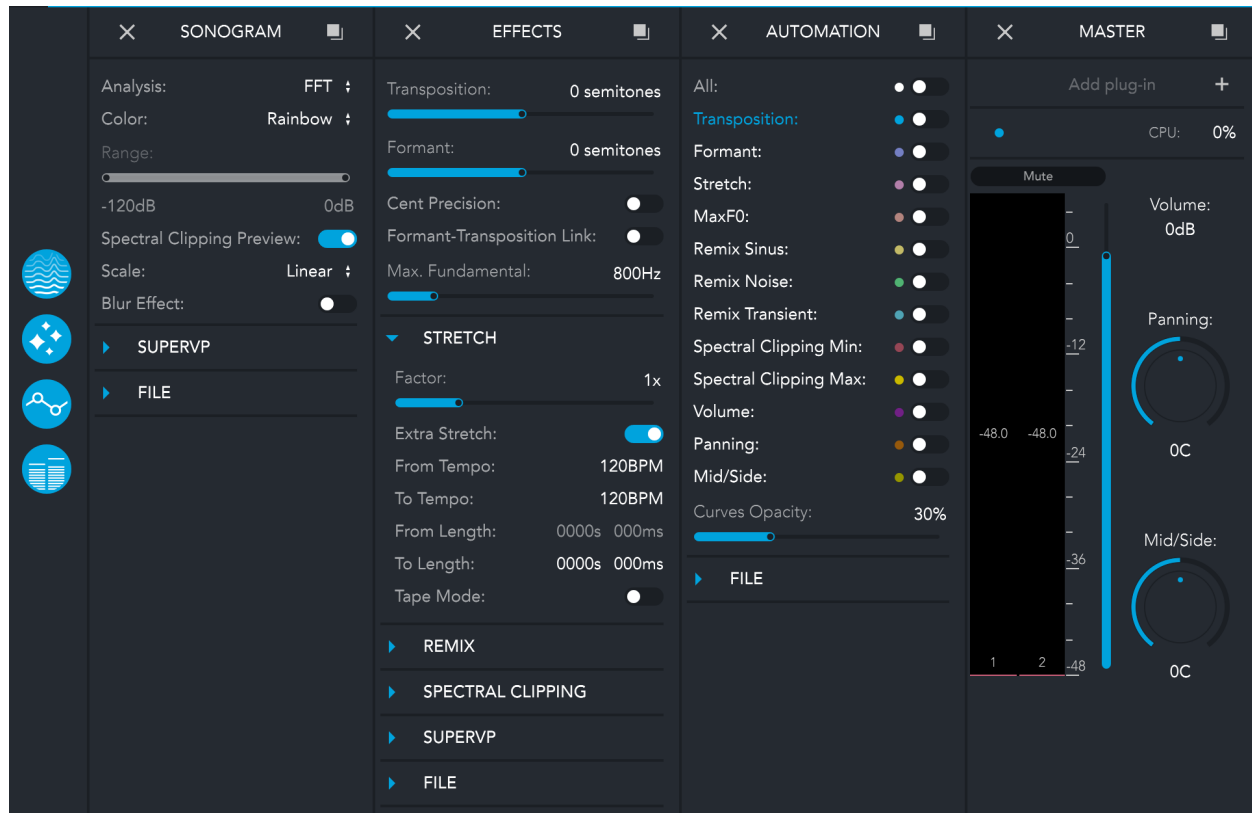 SONOGRAM
Analysis: FFT
Color: Rainbow
Range:
-120dB 0dB
Spectral Clipping Preview:
Scale: Linear
Blur Effect:
SUPERVP
FILE
EFFECTS
Transposition: 0 semitones
Formant: 0 semitones
Cent Precision:
Formant-Transposition Link:
Max. Fundamental: 800Hz
STRETCH
Factor: 1x
Extra Stretch:
From Tempo: 120BPM
To Tempo: 120BPM
From Length: 0000s 000ms
To Length: 0000s 000ms
Tape Mode:
REMIX
SPECTRAL CLIPPING
SUPERVP
FILE
AUTOMATION
All:
Transposition:
Formant:
Stretch:
MaxF0:
Remix Sinus:
Remix Noise:
Remix Transient:
Spectral Clipping Min:
Spectral Clipping Max:
Volume:
Panning:
Mid/Side:
Curves Opacity: 30%
FILE
MASTER
Add plug-in +
CPU: 0%
Mute
0
-12
-48.0 -48.0
-24
-36
1 2 -48
Volume:
0dB
Panning:
0C
Mid/Side:
0C